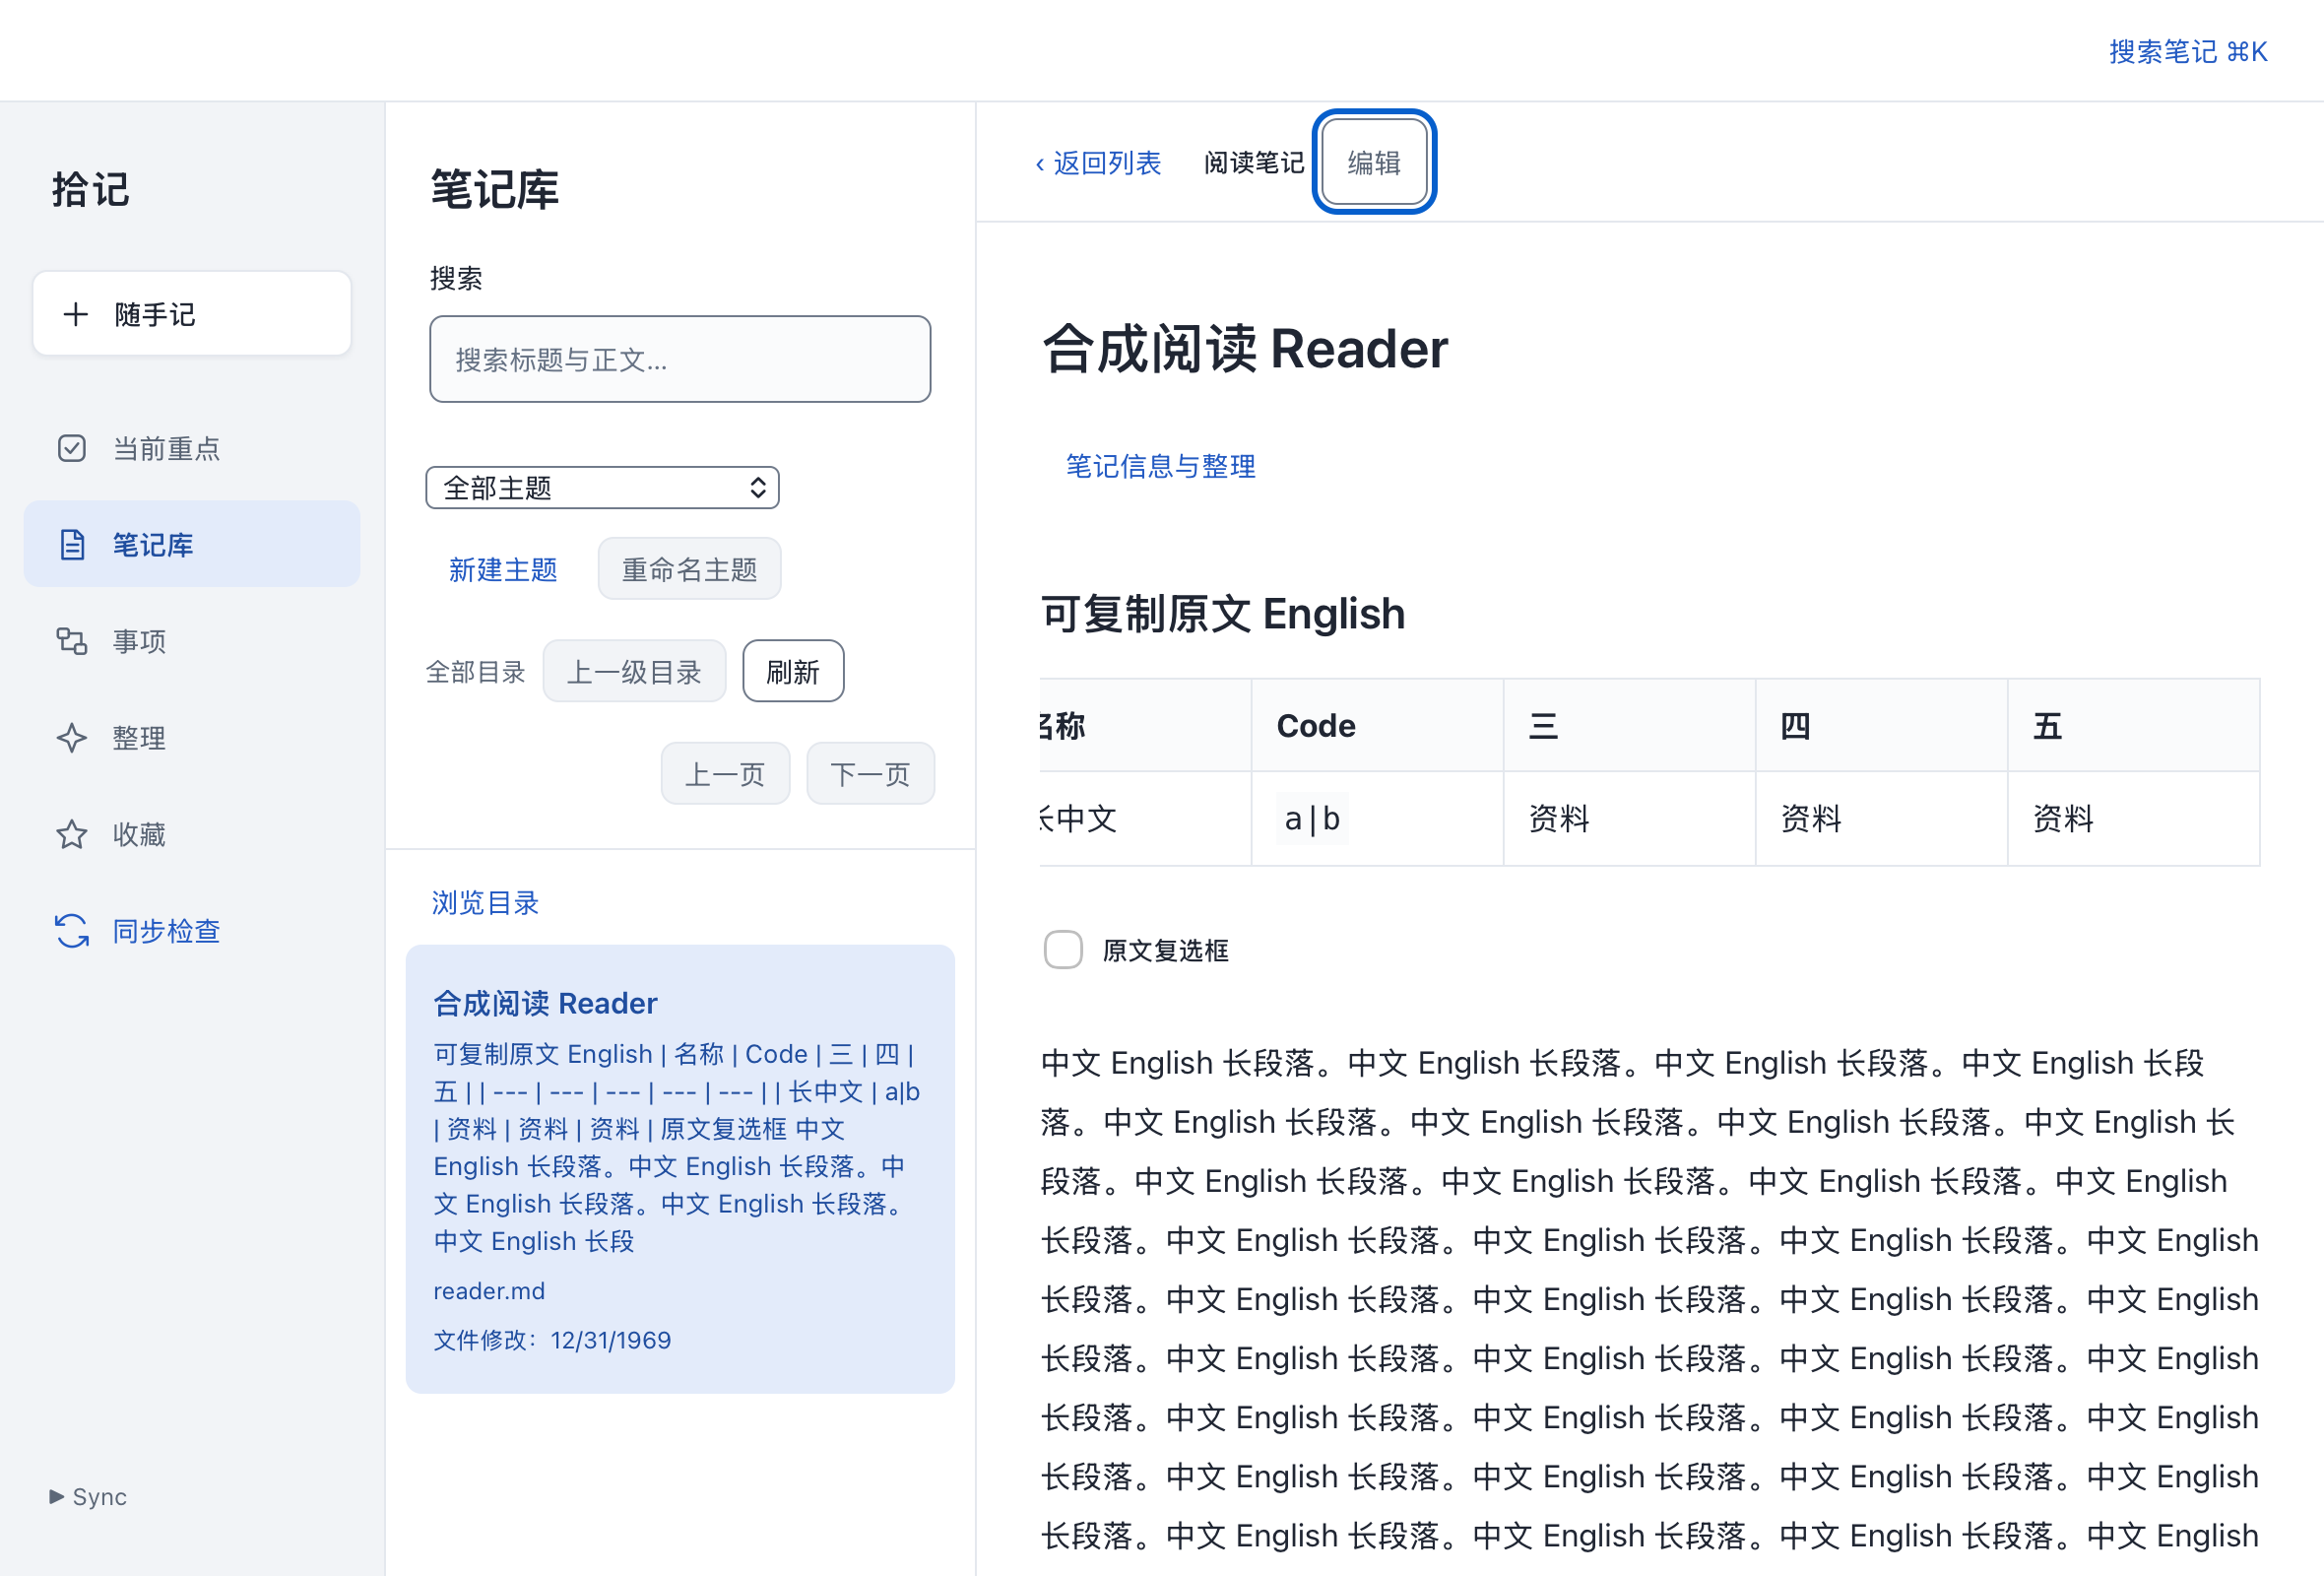 搜索笔记 ⌘K
拾记
随手记
当前重点
笔记库
事项
整理
收藏
同步检查
Sync
笔记库
搜索
搜索标题与正文...
全部主题
新建主题 重命名主题
全部目录 上一级目录 刷新
上一页 下一页
浏览目录
合成阅读 Reader
可复制原文 English | 名称 | Code | 三 | 四 |
五 | | --- | --- | --- | --- | --- | | 长中文 | a|b
| 资料 | 资料 | 资料 | 原文复选框 中文
English 长段落。中文 English 长段落。中
文 English 长段落。中文 English 长段落。
中文 English 长段
reader.md
文件修改：12/31/1969
‹ 返回列表 阅读笔记 编辑
合成阅读 Reader
笔记信息与整理
可复制原文 English
名称 Code 三 四 五
长中文 a|b 资料 资料 资料
原文复选框
中文 English 长段落。中文 English 长段落。中文 English 长段落。中文 English 长段
落。中文 English 长段落。中文 English 长段落。中文 English 长段落。中文 English 长
段落。中文 English 长段落。中文 English 长段落。中文 English 长段落。中文 English
长段落。中文 English 长段落。中文 English 长段落。中文 English 长段落。中文 English
长段落。中文 English 长段落。中文 English 长段落。中文 English 长段落。中文 English
长段落。中文 English 长段落。中文 English 长段落。中文 English 长段落。中文 English
长段落。中文 English 长段落。中文 English 长段落。中文 English 长段落。中文 English
长段落。中文 English 长段落。中文 English 长段落。中文 English 长段落。中文 English
长段落。中文 English 长段落。中文 English 长段落。中文 English 长段落。中文 English